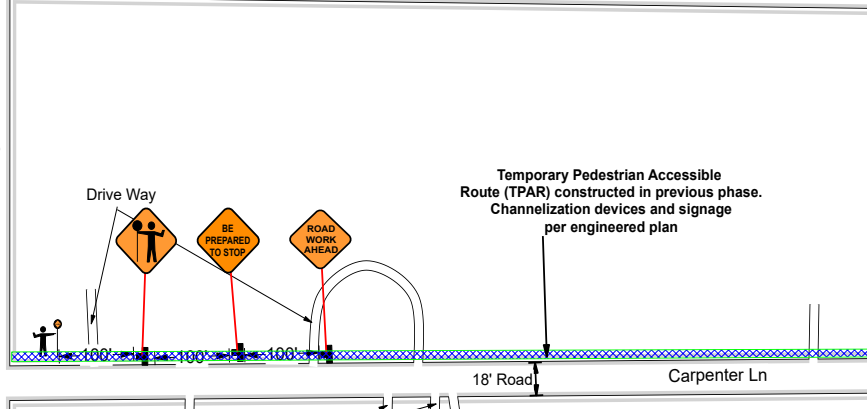 Temporary Pedestrian Accessible
Route (TPAR) constructed in previous phase.
Channelization devices and signage
per engineered plan
Drive Way
BE
PREPARED
TO STOP
ROAD
WORK
AHEAD
100'
100'
100'
18' Road
Carpenter Ln